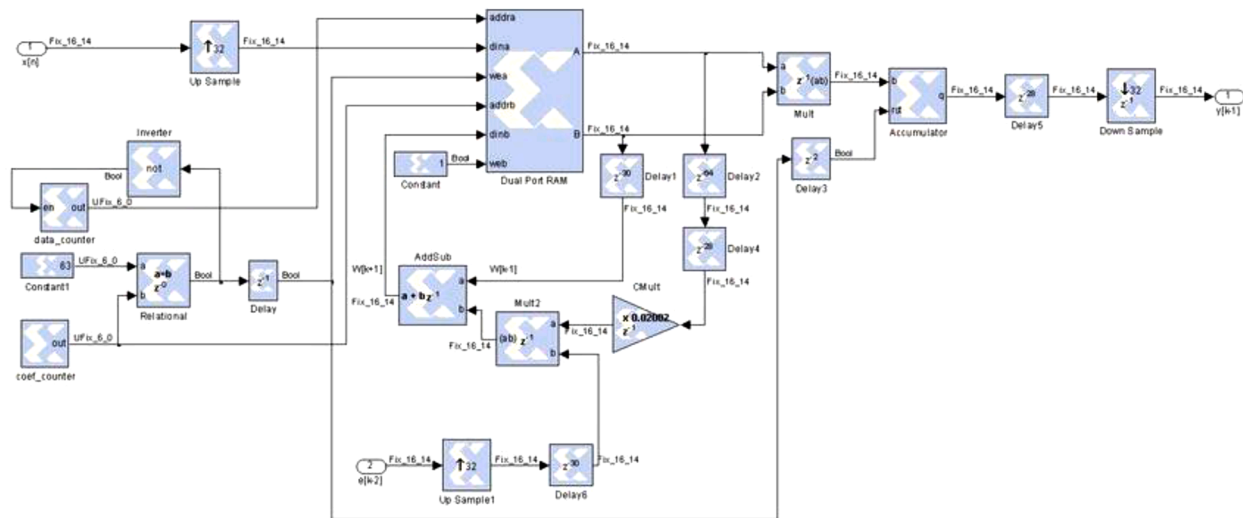 1
x[n]
Fix_16_14
↑32
Up Sample
Fix_16_14
addra
dina
wea
addrb
dinb
web
A
B
Dual Port RAM
Fix_16_14
Fix_16_14
a
b
z-1(ab)
Mult
Fix_16_14
b
rst
q
Accumulator
Fix_16_14
z-28
Delay5
Fix_16_14
↓32
z-1
Down Sample
Fix_16_14
1
y[k+1]
Inverter
not
Bool
en
out
data_counter
UFix_6_0
63
Constant1
UFix_6_0
a=b
z-0
a
b
Relational
Bool
z-1
Delay
Bool
out
coef_counter
UFix_6_0
1
Constant
Bool
z-30
Delay1
Fix_16_14
z-64
Delay2
Fix_16_14
z-28
Delay4
Fix_16_14
z-2
Delay3
Bool
AddSub
a + b z-1
a
b
W[k+1]
Fix_16_14
W[k1]
Mult2
(ab) z-1
a
b
Fix_16_14
CMult
x 0.02002
z-1
Fix_16_14
2
e[k-2]
Fix_16_14
↑32
Up Sample1
Fix_16_14
z-30
Delay6
Fix_16_14